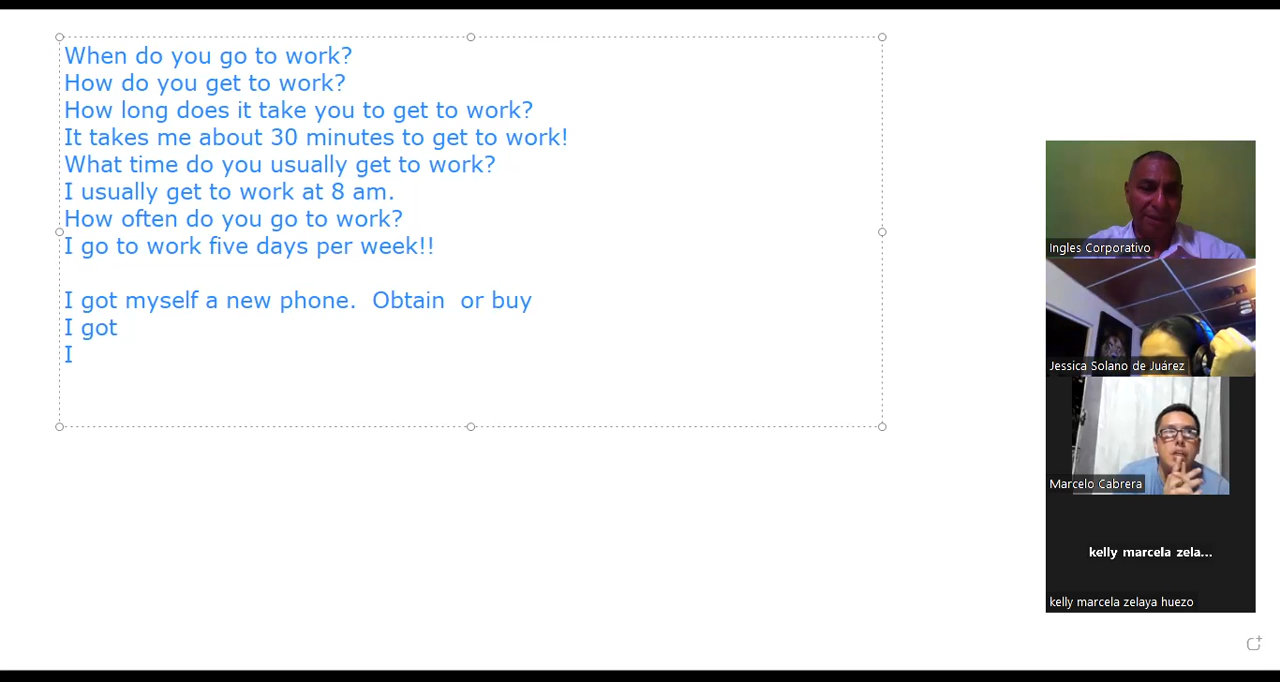 When do you go to work?
How do you get to work?
How long does it take you to get to work?
It takes me about 30 minutes to get to work!
What time do you usually get to work?
I usually get to work at 8 am.
How often do you go to work?
I go to work five days per week!!
I got myself a new phone.  Obtain  or buy
I got
I
Ingles Corporativo
Jessica Solano de Juárez
Marcelo Cabrera
kelly marcela zela...
kelly marcela zelaya huezo